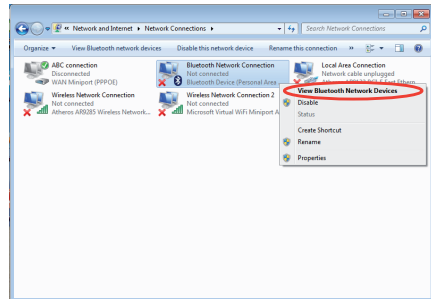 « Network and Internet ▸ Network Connections ▸
Search Network Connections
Organize ▾ View Bluetooth network devices Disable this network device Rename this connection »
ABC connection
Disconnected
WAN Miniport (PPPOE)
Bluetooth Network Connection
Not connected
Bluetooth Device (Personal Area ...
Local Area Connection
Network cable unplugged
Wireless Network Connection
Not connected
Atheros AR9285 Wireless Network...
Wireless Network Connection 2
Not connected
Microsoft Virtual WiFi Miniport A
View Bluetooth Network Devices
Disable
Status
Create Shortcut
Rename
Properties